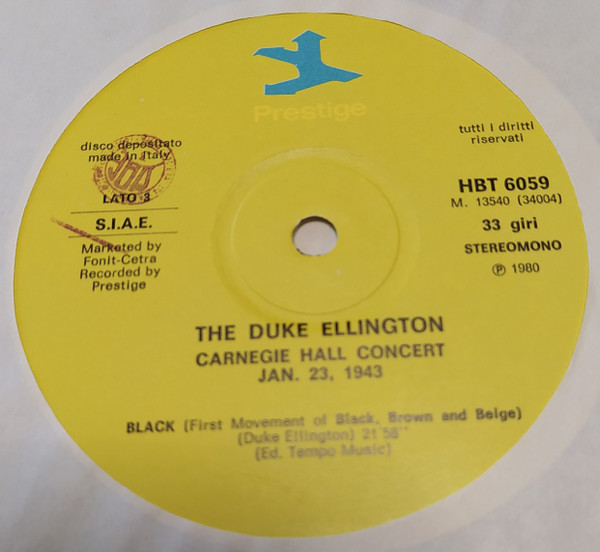 Prestige
disco depositato
made in Italy
LATO 3
S.I.A.E.
Marketed by
Fonit-Cetra
Recorded by
Prestige
tutti i diritti
riservati
HBT 6059
M. 13540 (34004)
33 giri
STEREOMONO
℗ 1980
THE DUKE ELLINGTON
CARNEGIE HALL CONCERT
JAN. 23, 1943
BLACK (First Movement of Black, Brown and Beige)
(Duke Ellington) 21'58''
(Ed. Tempo Music)